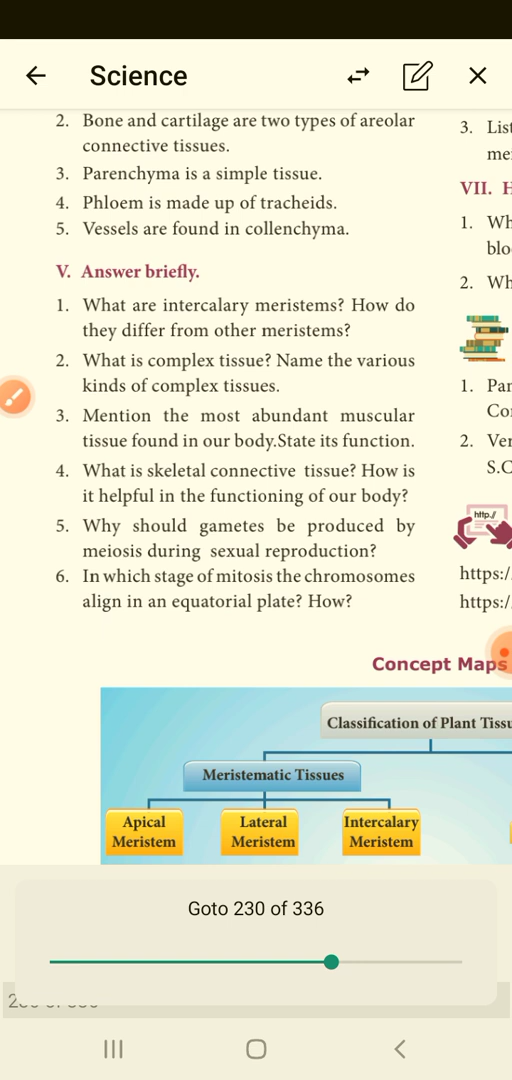 Science
2. Bone and cartilage are two types of areolar
connective tissues.
3. Parenchyma is a simple tissue.
4. Phloem is made up of tracheids.
5. Vessels are found in collenchyma.
V. Answer briefly.
1. What are intercalary meristems? How do
they differ from other meristems?
2. What is complex tissue? Name the various
kinds of complex tissues.
3. Mention the most abundant muscular
tissue found in our body.State its function.
4. What is skeletal connective tissue? How is
it helpful in the functioning of our body?
5. Why should gametes be produced by
meiosis during sexual reproduction?
6. In which stage of mitosis the chromosomes
align in an equatorial plate? How?
3. List
VII. H
1. Wh
blo
2. Wh
1. Par
Co
2. Ver
S.C
http://
https:/
https:/
Concept Maps
Classification of Plant Tissu
Meristematic Tissues
Apical
Meristem
Lateral
Meristem
Intercalary
Meristem
Goto 230 of 336